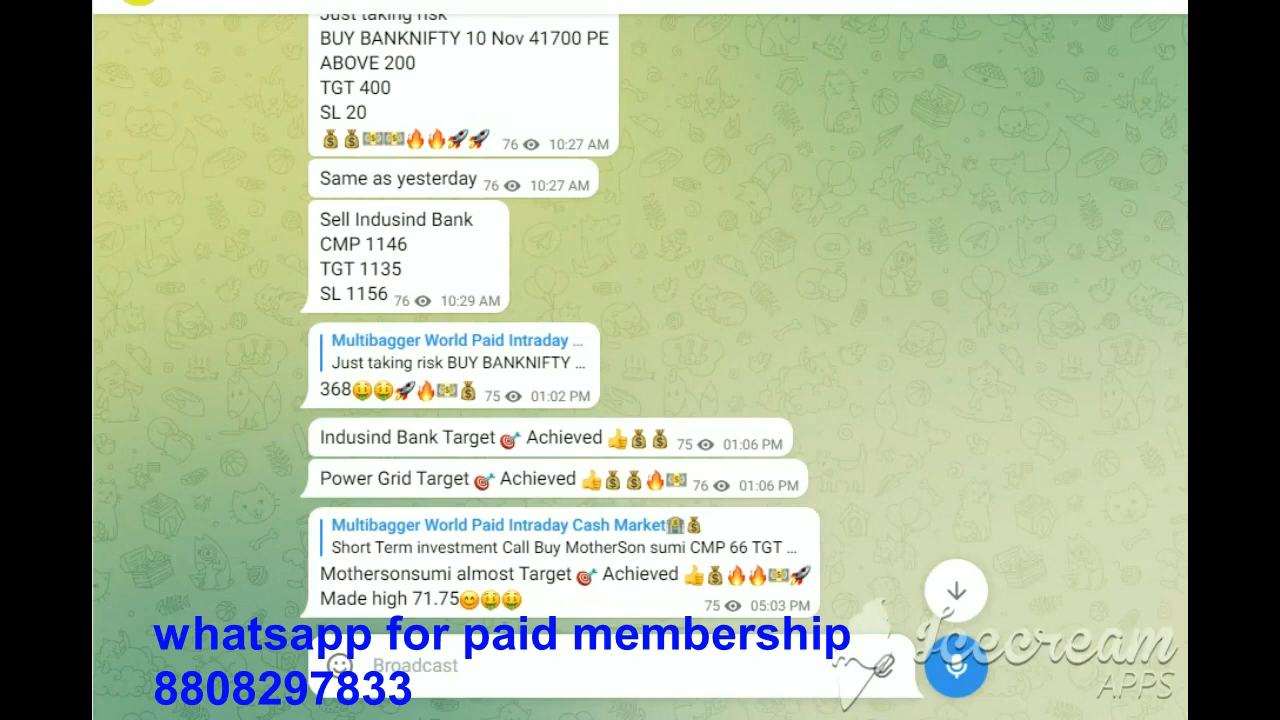 Just taking risk
BUY BANKNIFTY 10 Nov 41700 PE
ABOVE 200
TGT 400
SL 20
💰💰💵💵🔥🔥🚀🚀 76 10:27 AM
Same as yesterday 76 10:27 AM
Sell Indusind Bank
CMP 1146
TGT 1135
SL 1156 76 10:29 AM
Multibagger World Paid Intraday ...
Just taking risk BUY BANKNIFTY ...
368🤑🤑🚀🔥💵💰 75 01:02 PM
Indusind Bank Target 🎯 Achieved 👍💰💰 75 01:06 PM
Power Grid Target 🎯 Achieved 👍💰💰🔥💵 76 01:06 PM
Multibagger World Paid Intraday Cash Market🏦💰
Short Term investment Call Buy MotherSon sumi CMP 66 TGT ...
Mothersonsumi almost Target 🎯 Achieved 👍💰🔥🔥💵🚀
Made high 71.75😊🤑🤑 75 05:03 PM
whatsapp for paid membership
Broadcast
8808297833
Icecream
APPS